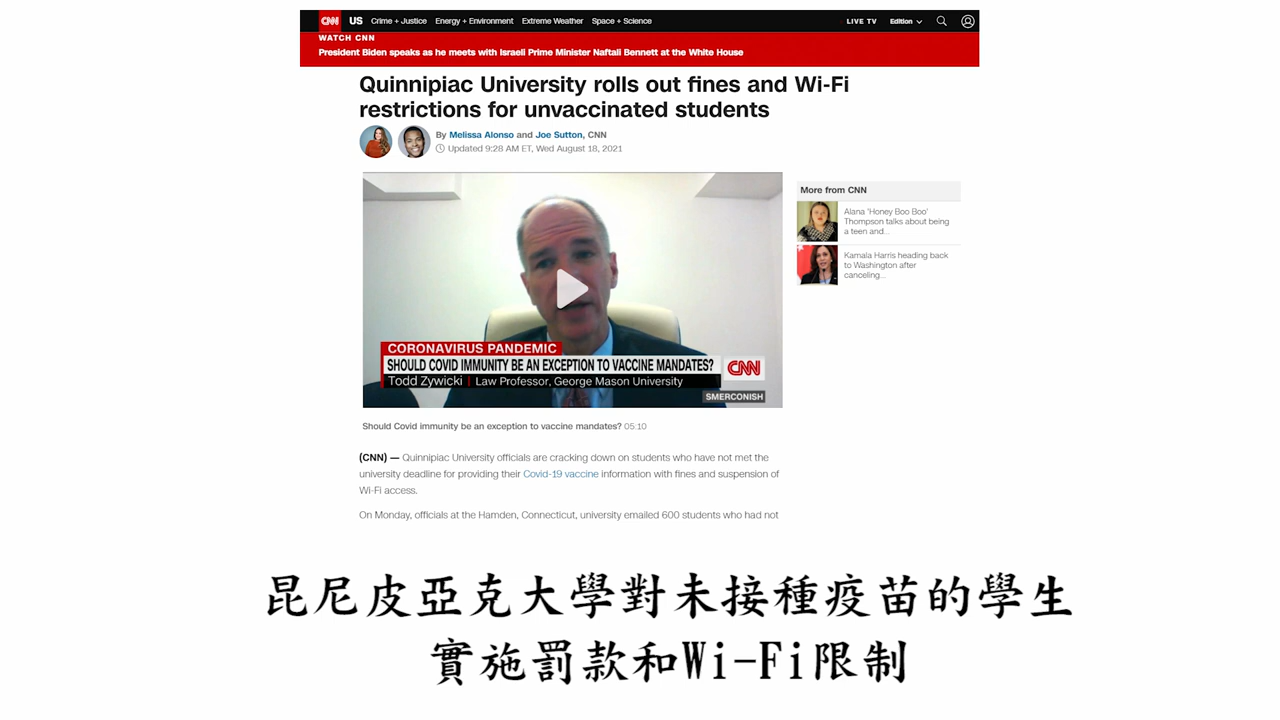 CNN US Crime + Justice Energy + Environment Extreme Weather Space + Science LIVE TV Edition
WATCH CNN
President Biden speaks as he meets with Israeli Prime Minister Naftali Bennett at the White House
Quinnipiac University rolls out fines and Wi-Fi
restrictions for unvaccinated students
By Melissa Alonso and Joe Sutton, CNN
Updated 9:28 AM ET, Wed August 18, 2021
CORONAVIRUS PANDEMIC
SHOULD COVID IMMUNITY BE AN EXCEPTION TO VACCINE MANDATES?
CNN
Todd Zywicki | Law Professor, George Mason University
SMERCONISH
Should Covid immunity be an exception to vaccine mandates? 05:10
(CNN) — Quinnipiac University officials are cracking down on students who have not met the
university deadline for providing their Covid-19 vaccine information with fines and suspension of
Wi-Fi access.
On Monday, officials at the Hamden, Connecticut, university emailed 600 students who had not
More from CNN
Alana 'Honey Boo Boo'
Thompson talks about being
a teen and...
Kamala Harris heading back
to Washington after
canceling...
昆尼皮亞克大學對未接種疫苗的學生
實施罰款和Wi-Fi限制